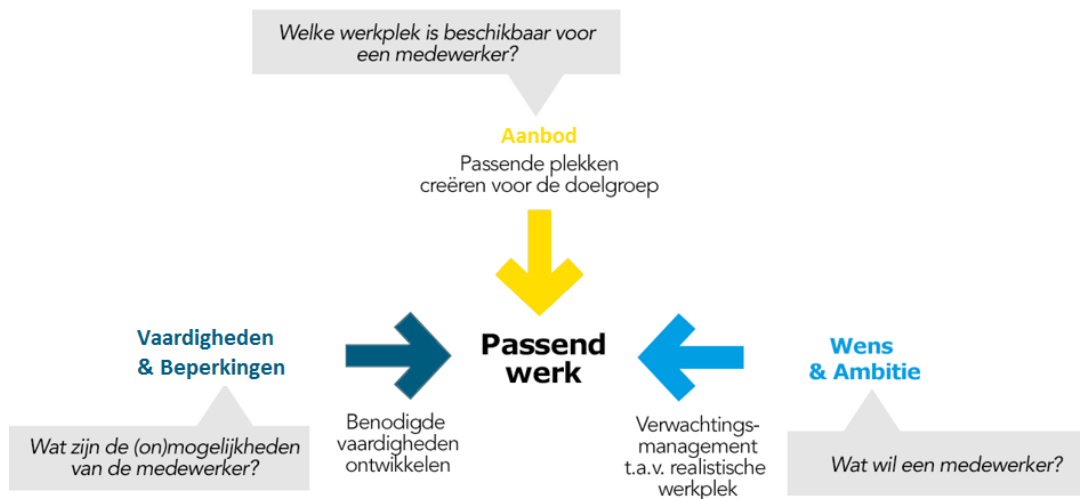 Welke werkplek is beschikbaar voor
een medewerker?
Aanbod
Passende plekken
creëren voor de doelgroep
Vaardigheden
& Beperkingen
Passend
werk
Wens
& Ambitie
Benodigde
vaardigheden
ontwikkelen
Verwachtings-
management
t.a.v. realistische
werkplek
Wat zijn de (on)mogelijkheden
van de medewerker?
Wat wil een medewerker?